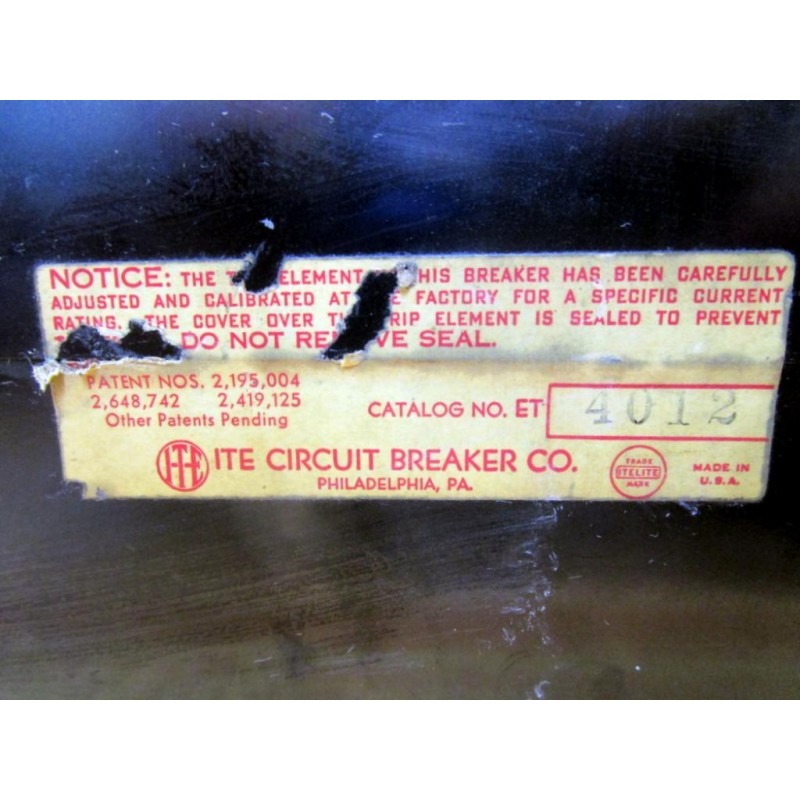 NOTICE: THE ELEMENT HIS BREAKER HAS BEEN CAREFULLY
ADJUSTED AND CALIBRATED AT E FACTORY FOR A SPECIFIC CURRENT
RATING. THE COVER OVER T RIP ELEMENT IS SEALED TO PREVENT
DO NOT RE VE SEAL.
PATENT NOS. 2,195,004
2,648,742 2,419,125
Other Patents Pending
CATALOG NO. ET 4012
I-T-E ITE CIRCUIT BREAKER CO.
PHILADELPHIA, PA.
TRADE
STELITE
MARK
MADE IN
U.S.A.